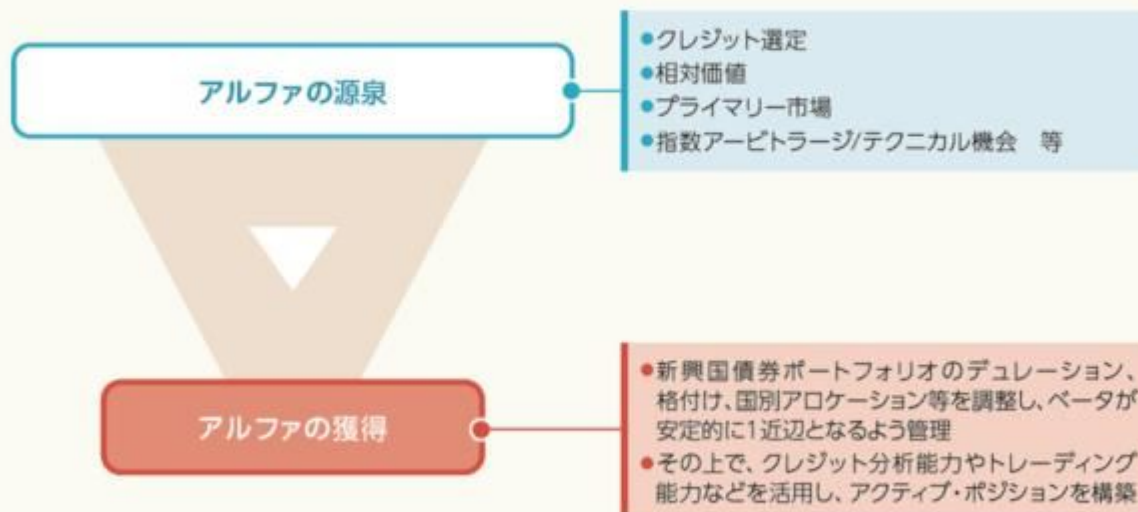 アルファの源泉
●クレジット選定
●相対価値
●プライマリー市場
●指数アービトラージ/テクニカル機会　等
アルファの獲得
●新興国債券ポートフォリオのデュレーション、
格付け、国別アロケーション等を調整し、ベータが
安定的に1近辺となるよう管理
●その上で、クレジット分析能力やトレーディング
能力などを活用し、アクティブ・ポジションを構築